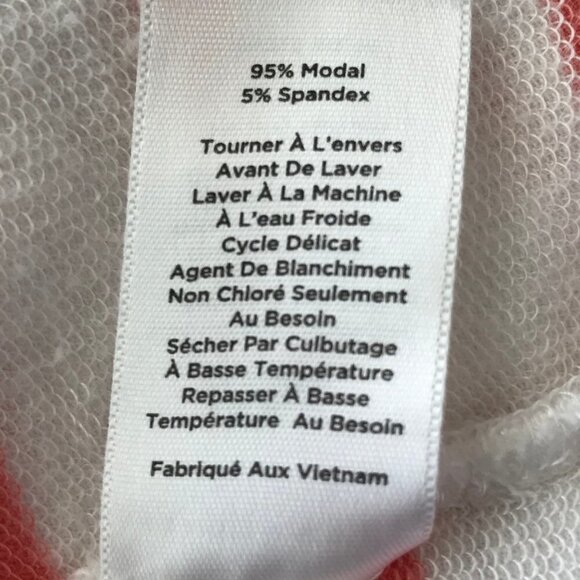 95% Modal
5% Spandex
Tourner À L'envers
Avant De Laver
Laver À La Machine
À L'eau Froide
Cycle Délicat
Agent De Blanchiment
Non Chloré Seulement
Au Besoin
Sécher Par Culbutage
À Basse Température
Repasser À Basse
Température Au Besoin
Fabriqué Aux Vietnam